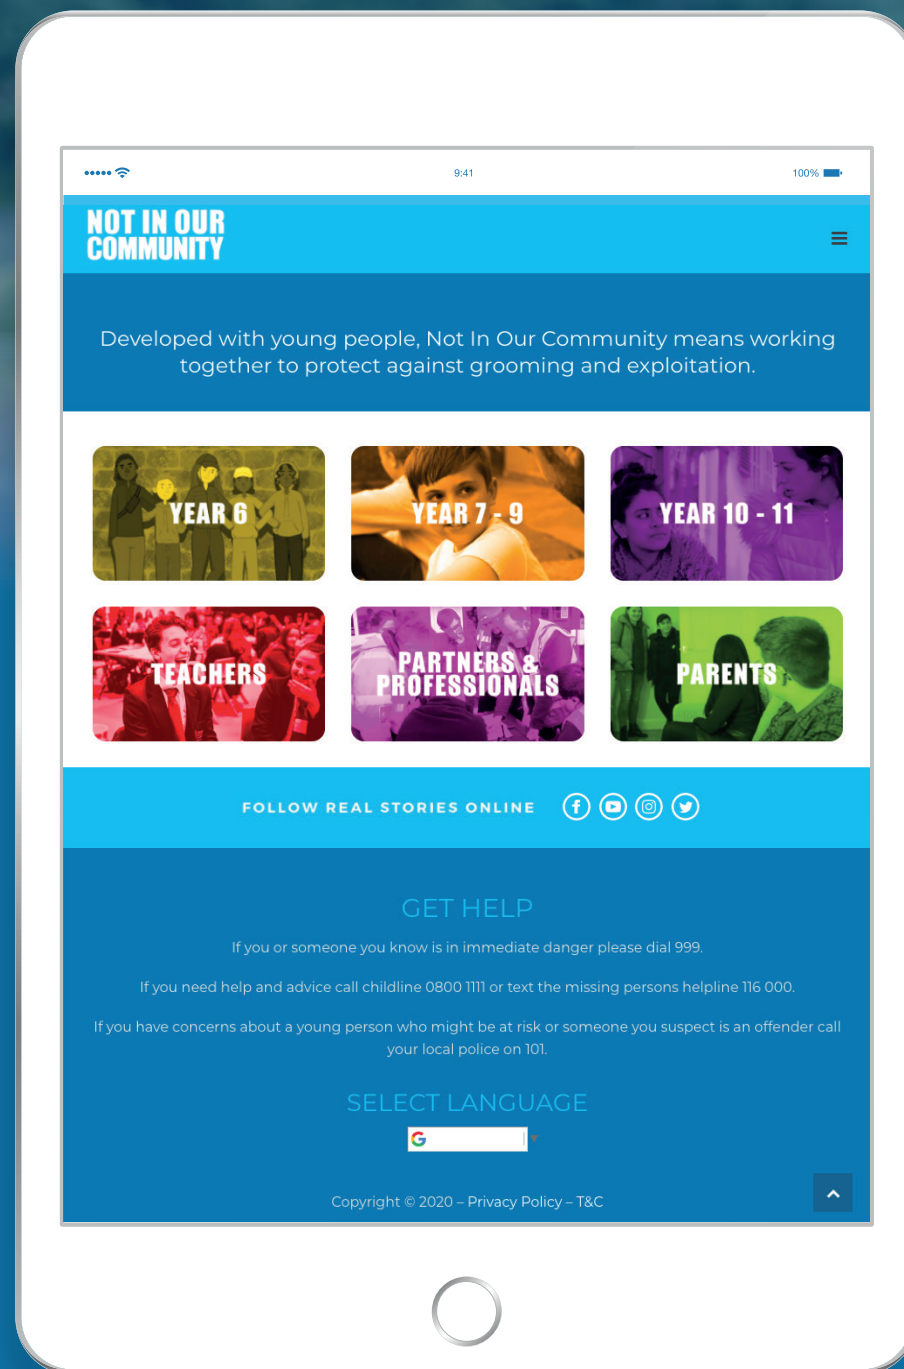 9:41
100%
NOT IN OUR
COMMUNITY
Developed with young people, Not In Our Community means working
together to protect against grooming and exploitation.
YEAR 6
YEAR 7 - 9
YEAR 10 - 11
TEACHERS
PARTNERS &
PROFESSIONALS
PARENTS
FOLLOW REAL STORIES ONLINE
GET HELP
If you or someone you know is in immediate danger please dial 999.
If you need help and advice call childline 0800 1111 or text the missing persons helpline 116 000.
If you have concerns about a young person who might be at risk or someone you suspect is an offender call
your local police on 101.
SELECT LANGUAGE
Copyright © 2020 – Privacy Policy – T&C